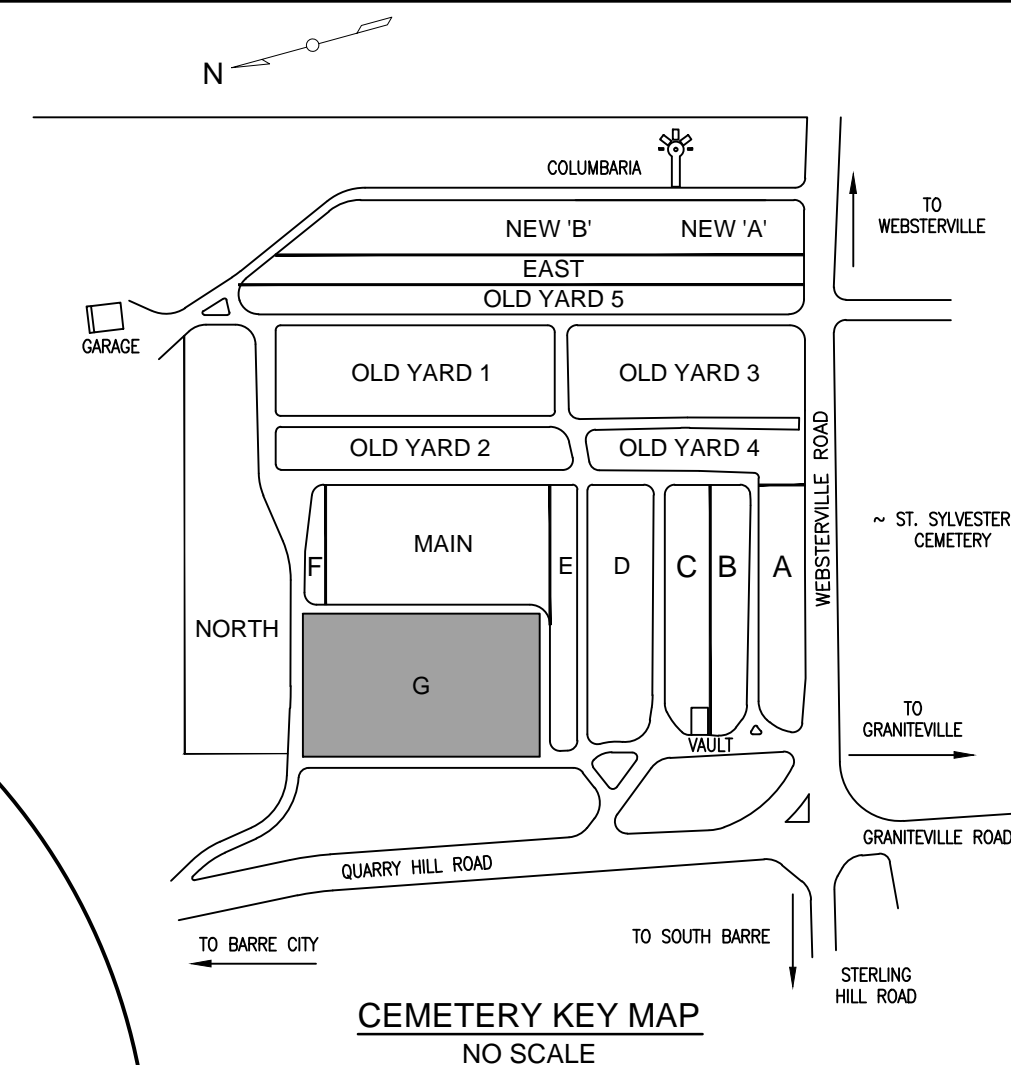 N
COLUMBARIA
TO
WEBSTERVILLE
NEW 'B'
NEW 'A'
EAST
OLD YARD 5
GARAGE
OLD YARD 1
OLD YARD 3
OLD YARD 2
OLD YARD 4
WEBSTERVILLE ROAD
~ ST. SYLVESTER
CEMETERY
F
MAIN
E
D
C
B
A
NORTH
G
TO
GRANITEVILLE
VAULT
GRANITEVILLE ROAD
QUARRY HILL ROAD
TO BARRE CITY
TO SOUTH BARRE
STERLING
HILL ROAD
CEMETERY KEY MAP
NO SCALE